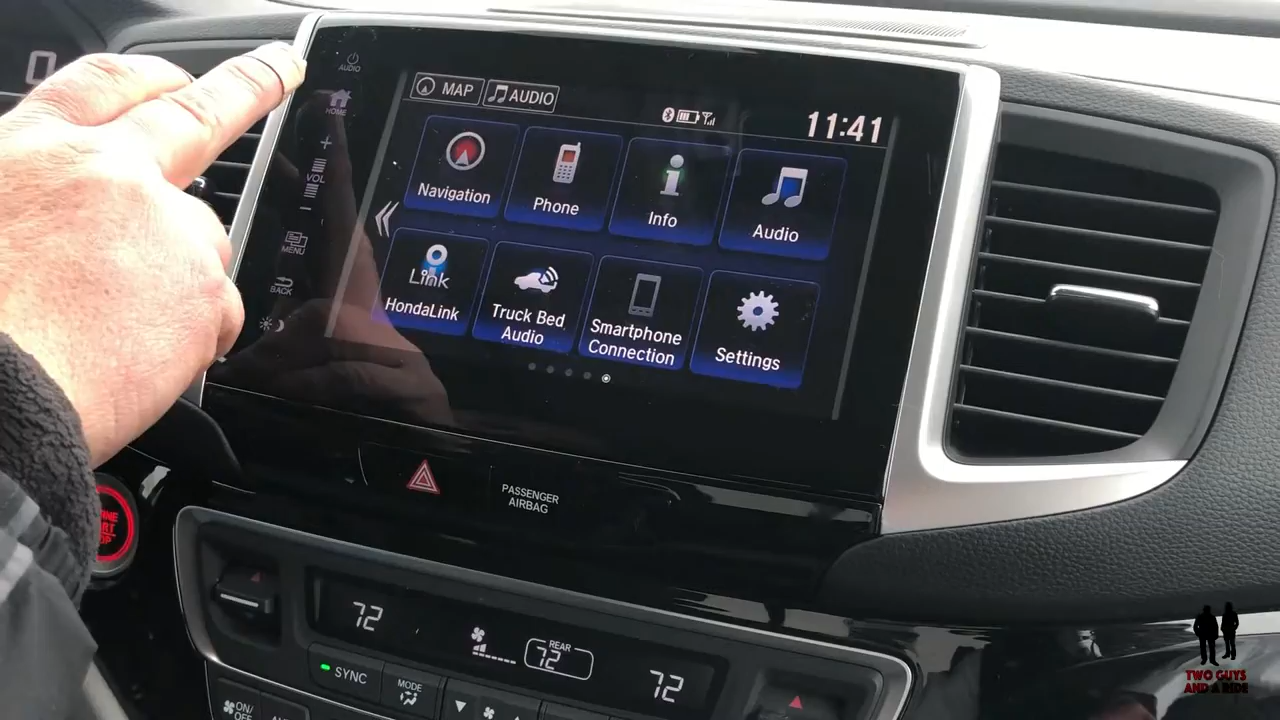 0
AUDIO
HOME
+
VOL
−
MENU
BACK
MAP
AUDIO
11:41
Navigation
Phone
Info
Audio
Link
HondaLink
Truck Bed
Audio
Smartphone
Connection
Settings
PASSENGER
AIRBAG
72
REAR
72
72
SYNC
MODE
ON/
OFF
TWO GUYS
AND A RIDE